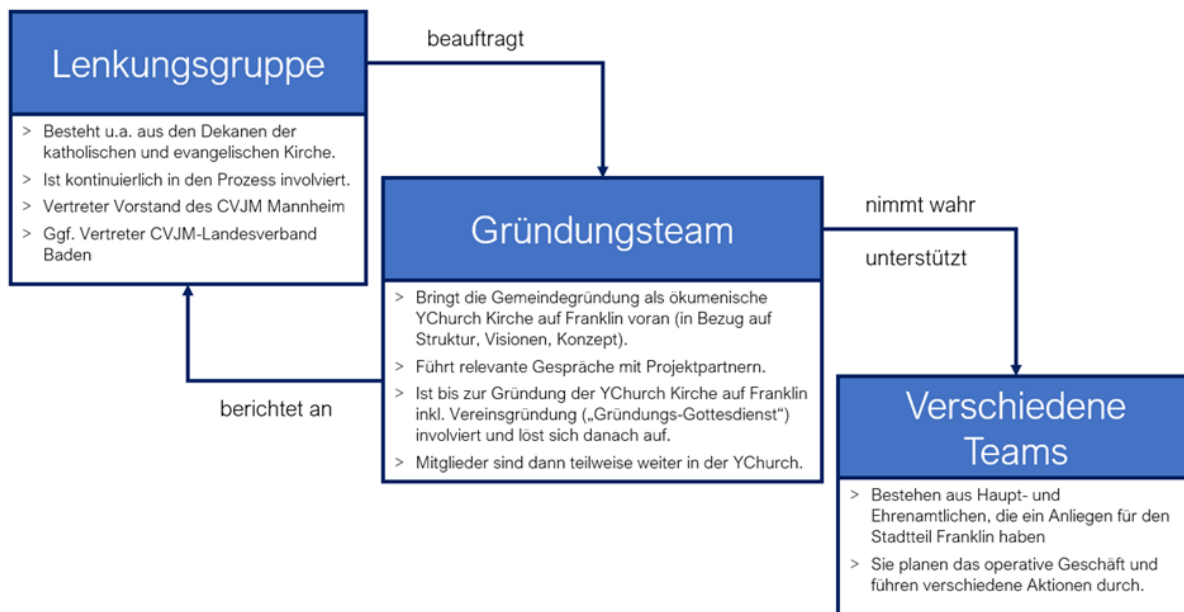 beauftragt
Lenkungsgruppe
> Besteht u.a. aus den Dekanen der
katholischen und evangelischen Kirche.
> Ist kontinuierlich in den Prozess involviert.
> Vertreter Vorstand des CVJM Mannheim
> Ggf. Vertreter CVJM-Landesverband
Baden
berichtet an
Gründungsteam
> Bringt die Gemeindegründung als ökumenische
YChurch Kirche auf Franklin voran (in Bezug auf
Struktur, Visionen, Konzept).
> Führt relevante Gespräche mit Projektpartnern.
> Ist bis zur Gründung der YChurch Kirche auf Franklin
inkl. Vereinsgründung („Gründungs-Gottesdienst“)
involviert und löst sich danach auf.
> Mitglieder sind dann teilweise weiter in der YChurch.
nimmt wahr
unterstützt
Verschiedene
Teams
> Bestehen aus Haupt- und
Ehrenamtlichen, die ein Anliegen für den
Stadtteil Franklin haben
> Sie planen das operative Geschäft und
führen verschiedene Aktionen durch.